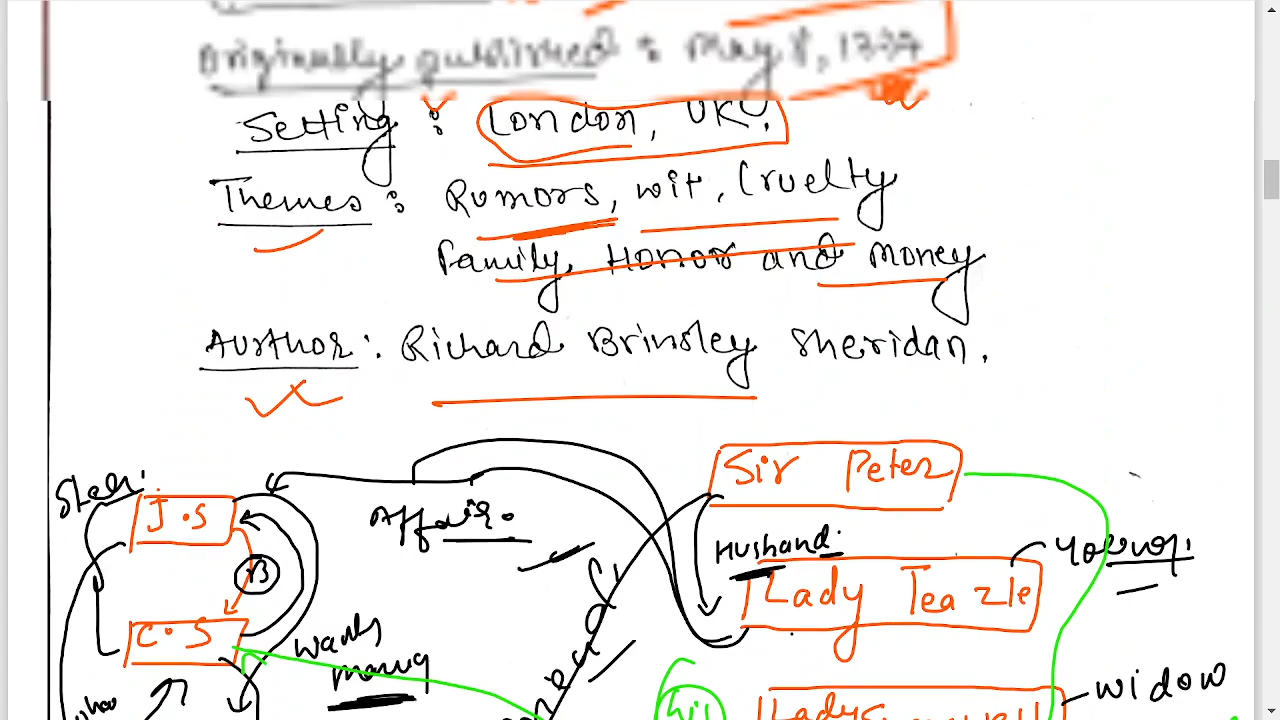 Originally published : May 8, 1777
Setting : London, UK.
Themes : Rumors, wit, Cruelty
Family, Honor and Money
Author : Richard Brinsley Sheridan.
Sir Peter
J.S
Affair.
Husband
Young.
B
Lady Teazle
C.S
Wants
Widow